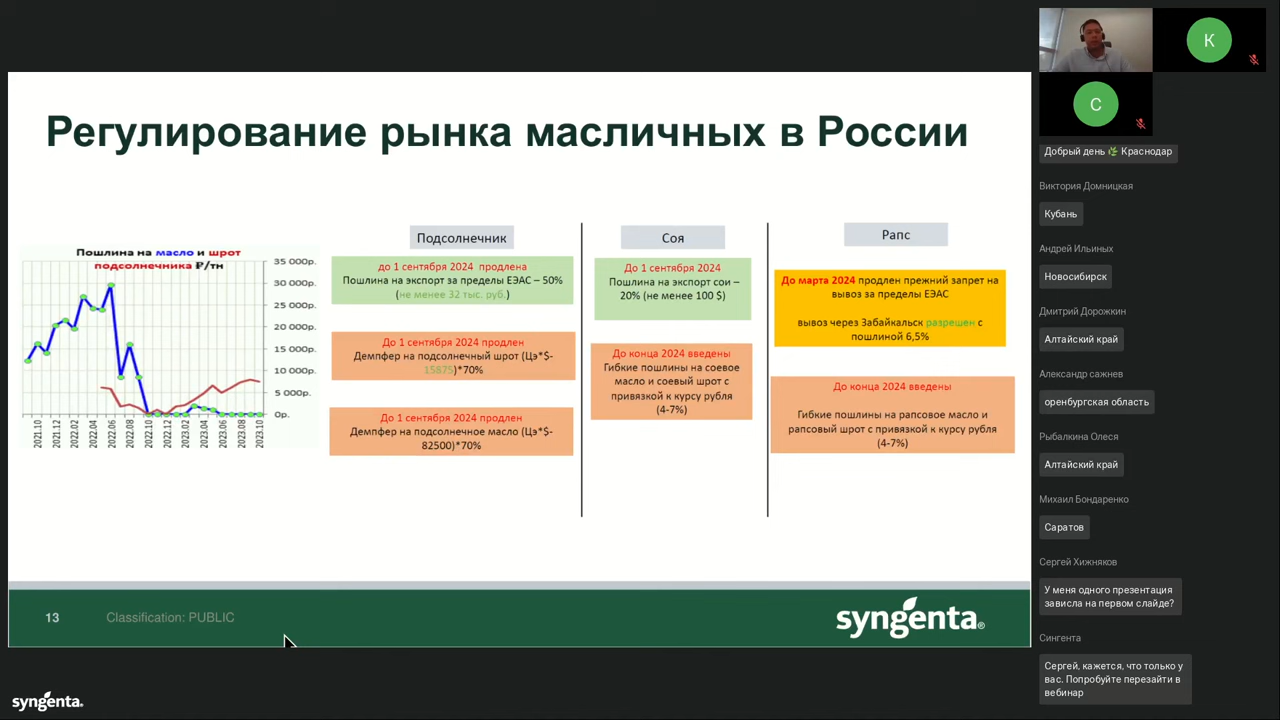 Регулирование рынка масличных в России
Пошлина на масло и шрот
подсолнечника ₽/тн
35 000р.
30 000р.
25 000р.
20 000р.
15 000р.
10 000р.
5 000р.
0р.
2021.10
2021.12
2022.02
2022.04
2022.06
2022.08
2022.10
2022.12
2023.02
2023.04
2023.06
2023.08
2023.10
Подсолнечник
до 1 сентября 2024 продлена
Пошлина на экспорт за пределы ЕЭАС – 50%
(не менее 32 тыс. руб.)
До 1 сентября 2024 продлен
Демпфер на подсолнечный шрот (Цэ*$-
15875)*70%
До 1 сентября 2024 продлен
Демпфер на подсолнечное масло (Цэ*$-
82500)*70%
Соя
До 1 сентября 2024
Пошлина на экспорт сои –
20% (не менее 100 $)
До конца 2024 введены
Гибкие пошлины на соевое
масло и соевый шрот с
привязкой к курсу рубля
(4-7%)
Рапс
До марта 2024 продлен прежний запрет на
вывоз за пределы ЕЭАС
вывоз через Забайкальск разрешен с
пошлиной 6,5%
До конца 2024 введены
Гибкие пошлины на рапсовое масло и
рапсовый шрот с привязкой к курсу рубля
(4-7%)
13
Classification: PUBLIC
syngenta®
syngenta.
К
С
Добрый день 🌿 Краснодар
Виктория Домницкая
Кубань
Андрей Ильиных
Новосибирск
Дмитрий Дорожкин
Алтайский край
Александр сажнев
оренбургская область
Рыбалкина Олеся
Алтайский край
Михаил Бондаренко
Саратов
Сергей Хижняков
У меня одного презентация
зависла на первом слайде?
Сингента
Сергей, кажется, что только у
вас. Попробуйте перезайти в
вебинар